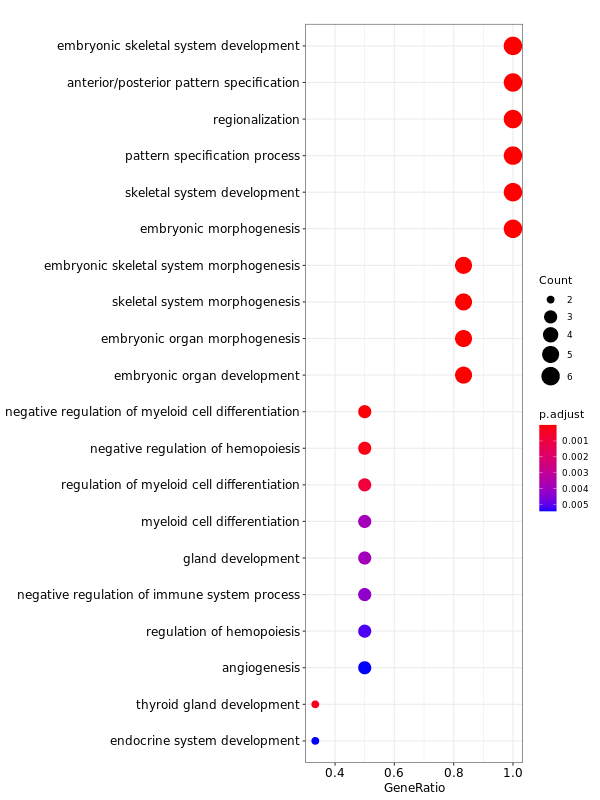 embryonic skeletal system development
anterior/posterior pattern specification
regionalization
pattern specification process
skeletal system development
embryonic morphogenesis
embryonic skeletal system morphogenesis
skeletal system morphogenesis
embryonic organ morphogenesis
embryonic organ development
negative regulation of myeloid cell differentiation
negative regulation of hemopoiesis
regulation of myeloid cell differentiation
myeloid cell differentiation
gland development
negative regulation of immune system process
regulation of hemopoiesis
angiogenesis
thyroid gland development
endocrine system development
0.4 0.6 0.8 1.0
GeneRatio
Count
2
3
4
5
6
p.adjust
0.001
0.002
0.003
0.004
0.005